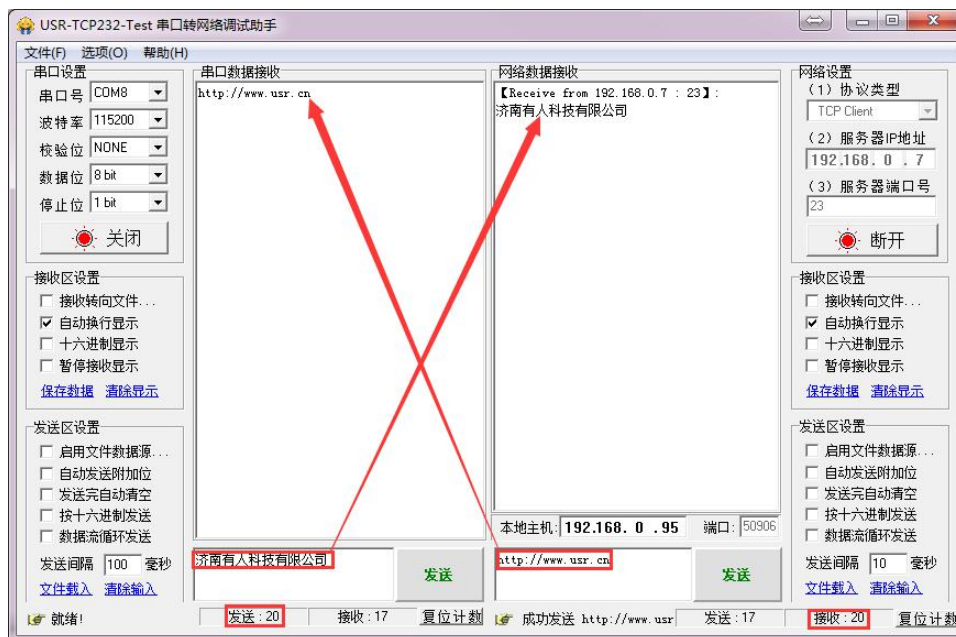 USR-TCP232-Test 串口转网络调试助手
文件(F) 选项(O) 帮助(H)
串口设置
串口号 COM8
波特率 115200
校验位 NONE
数据位 8 bit
停止位 1 bit
关闭
接收区设置
接收转向文件...
自动换行显示
十六进制显示
暂停接收显示
保存数据 清除显示
发送区设置
启用文件数据源...
自动发送附加位
发送完自动清空
按十六进制发送
数据流循环发送
发送间隔 100 毫秒
文件载入 清除输入
就绪!
串口数据接收
http://www.usr.cn
济南有人科技有限公司
发送
发送:20 接收:17 复位计数
网络数据接收
【Receive from 192.168.0.7 : 23】:
济南有人科技有限公司
本地主机: 192.168. 0 .95 端口: 50906
http://www.usr.cn
发送
成功发送 http://www.usr 发送:17 接收:20 复位计数
网络设置
(1) 协议类型
TCP Client
(2) 服务器IP地址
192.168. 0 . 7
(3) 服务器端口号
23
断开
接收区设置
接收转向文件...
自动换行显示
十六进制显示
暂停接收显示
保存数据 清除显示
发送区设置
启用文件数据源...
自动发送附加位
发送完自动清空
按十六进制发送
数据流循环发送
发送间隔 10 毫秒
文件载入 清除输入